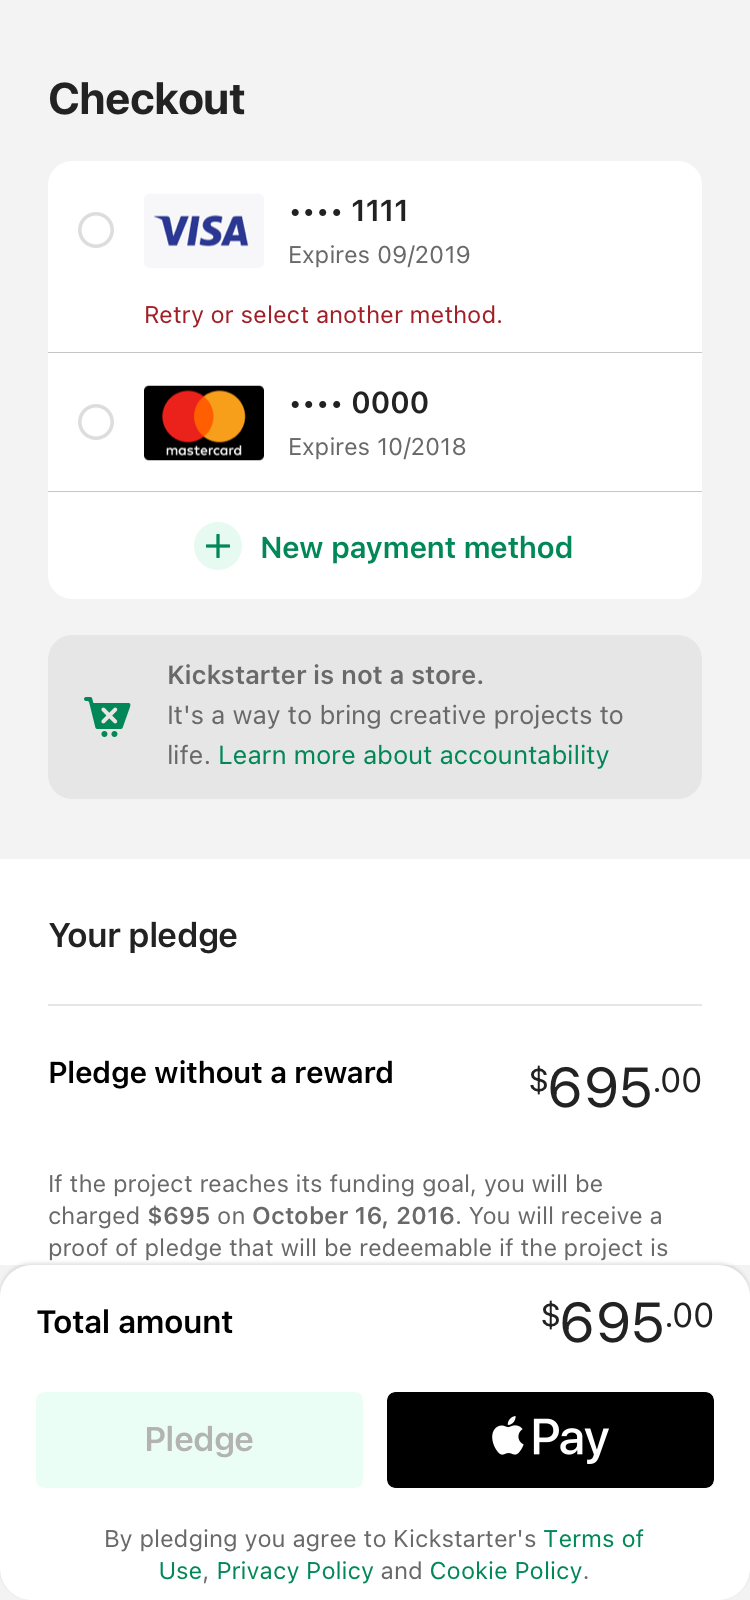 Checkout
VISA
•••• 1111
Expires 09/2019
Retry or select another method.
mastercard
•••• 0000
Expires 10/2018
+ New payment method
Kickstarter is not a store.
It's a way to bring creative projects to
life. Learn more about accountability
Your pledge
Pledge without a reward
$695.00
If the project reaches its funding goal, you will be
charged $695 on October 16, 2016. You will receive a
proof of pledge that will be redeemable if the project is
Total amount
$695.00
Pledge
Pay
By pledging you agree to Kickstarter's Terms of
Use, Privacy Policy and Cookie Policy.